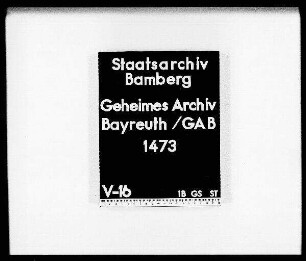 Staatsarchiv
Bamberg
Geheimes Archiv
Bayreuth /GAB
1473
V-16 1B GS ST